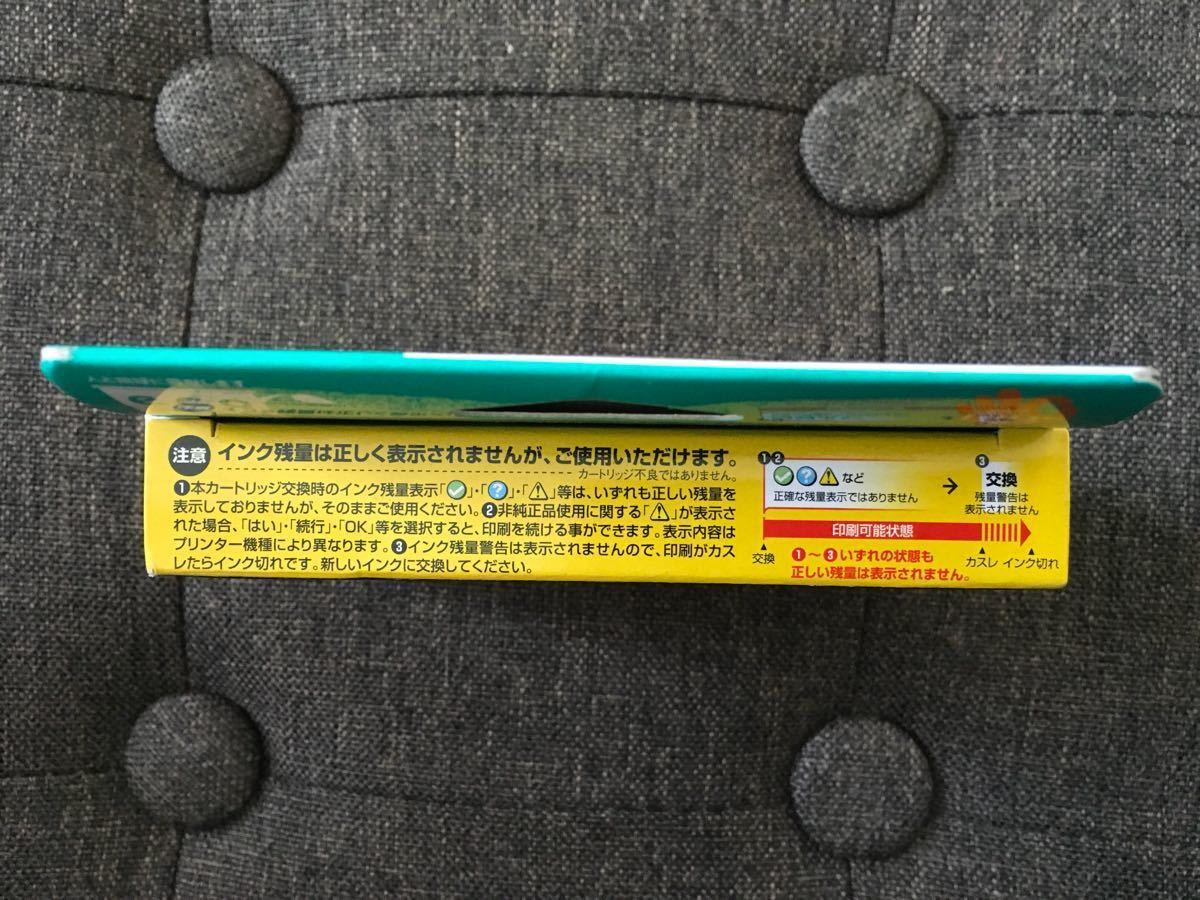 注意 インク残量は正しく表示されませんが、ご使用いただけます。
カートリッジ不良ではありません。
❶本カートリッジ交換時のインク残量表示「✓」・「?」・「⚠」等は、いずれも正しい残量を
表示しておりませんが、そのままご使用ください。❷非純正品使用に関する「⚠」が表示さ
れた場合、「はい」・「続行」・「OK」等を選択すると、印刷を続ける事ができます。表示内容は
プリンター機種により異なります。❸インク残量警告は表示されませんので、印刷がカス
レたらインク切れです。新しいインクに交換してください。
❶❷
✓?⚠など
正確な残量表示ではありません
→
❸
交換
残量警告は
表示されません
印刷可能状態
▲
交換
❶～❸いずれの状態も
正しい残量は表示されません。
▲ ▲
カスレ インク切れ